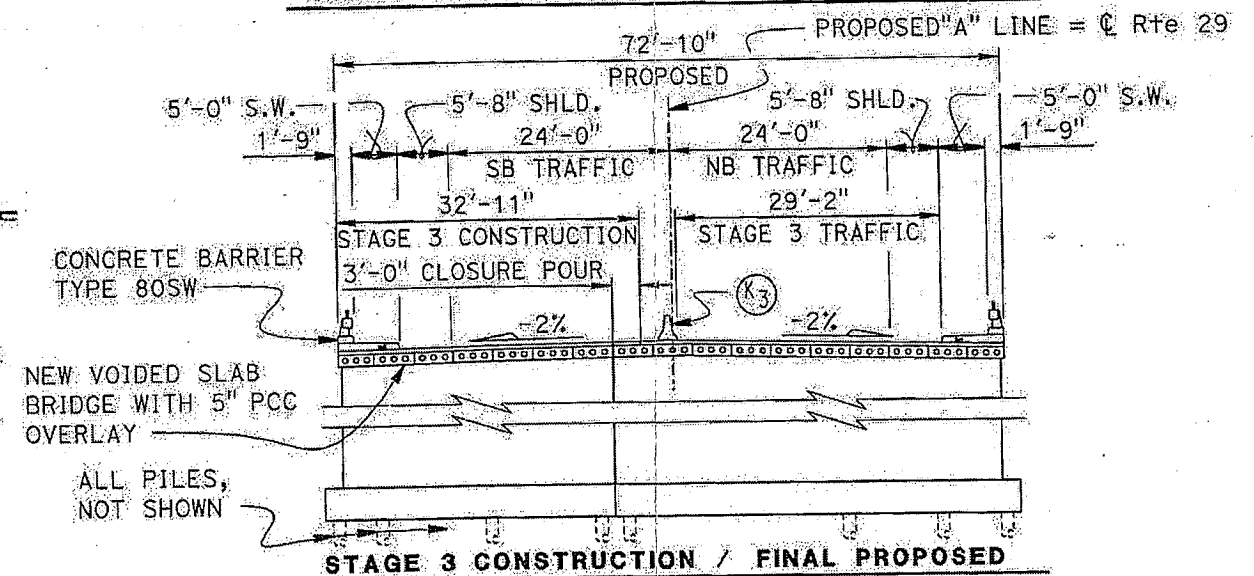 PROPOSED "A" LINE = ℄ Rte 29
72'-10"
PROPOSED
5'-0" S.W.
5'-8" SHLD.
5'-8" SHLD.
5'-0" S.W.
1'-9"
24'-0"
24'-0"
1'-9"
SB TRAFFIC
NB TRAFFIC
32'-11"
29'-2"
STAGE 3 CONSTRUCTION
STAGE 3 TRAFFIC
CONCRETE BARRIER
TYPE 80SW
3'-0" CLOSURE POUR
K3
-2%
-2%
NEW VOIDED SLAB
BRIDGE WITH 5" PCC
OVERLAY
ALL PILES,
NOT SHOWN
STAGE 3 CONSTRUCTION / FINAL PROPOSED